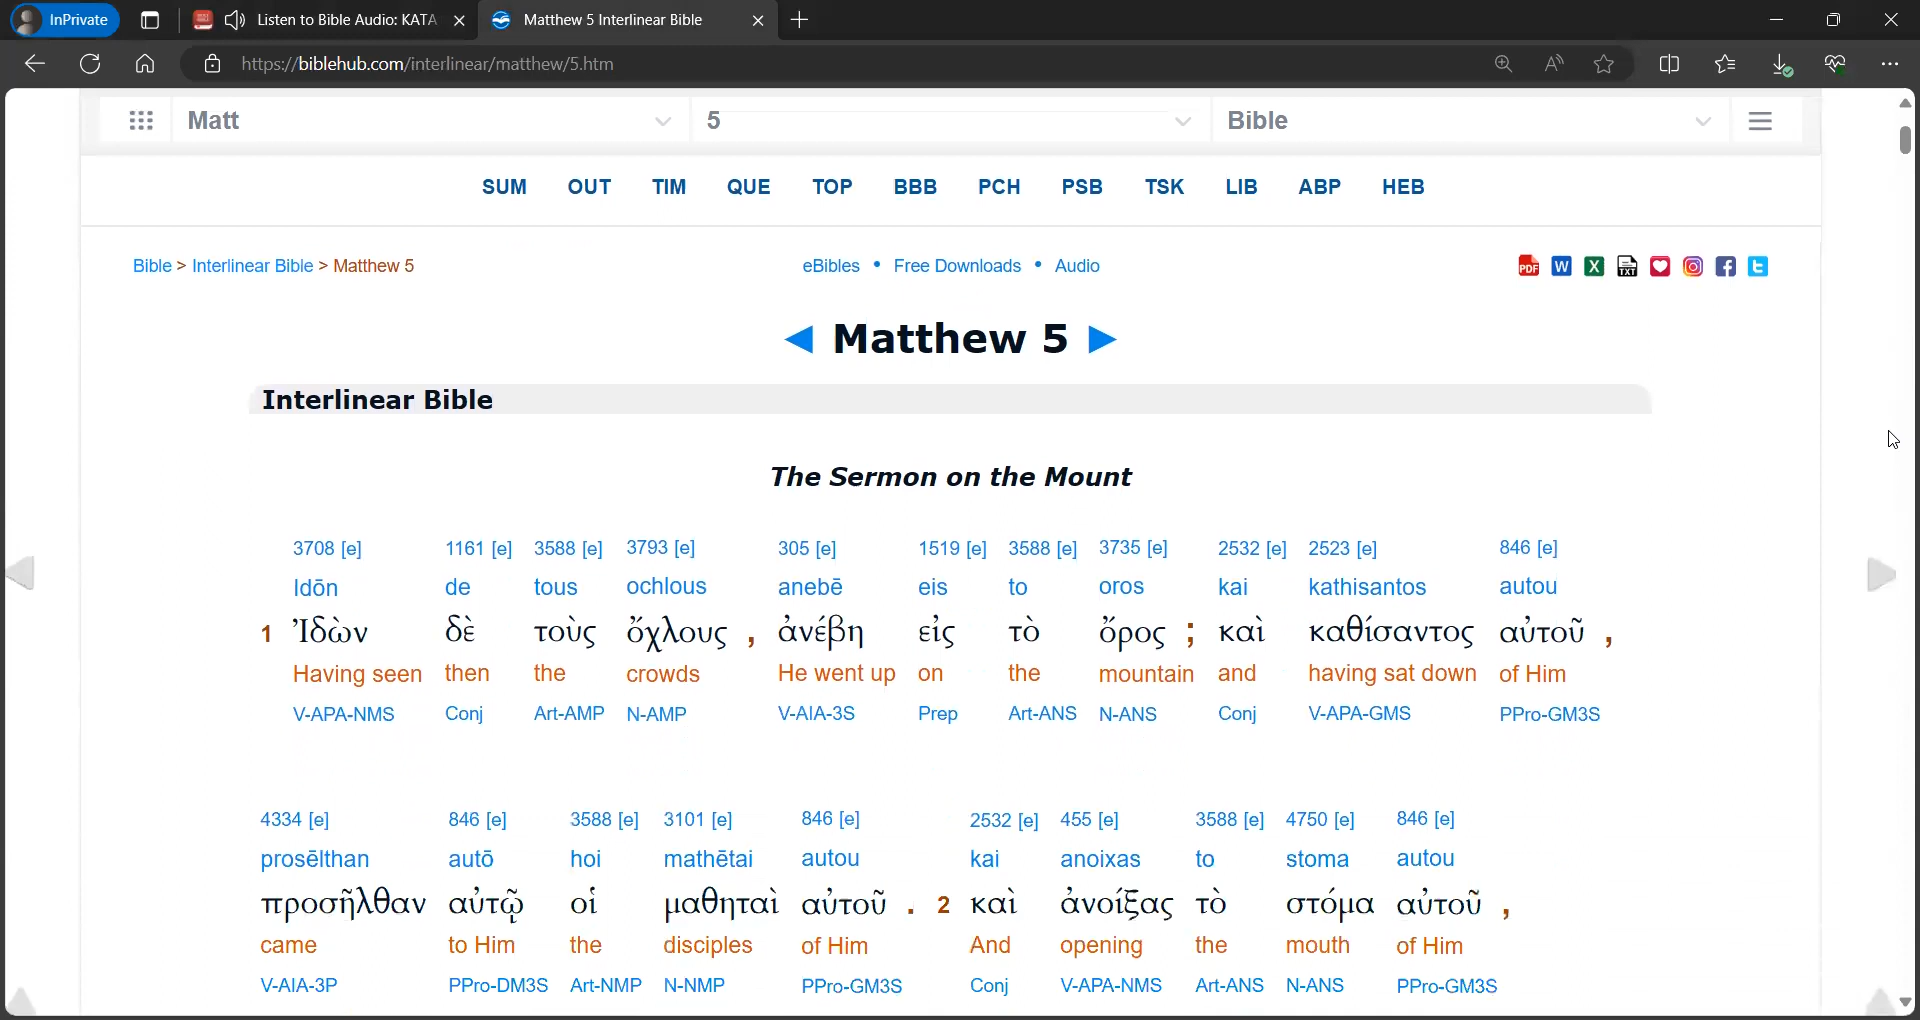 InPrivate
Listen to Bible Audio: KATA
Matthew 5 Interlinear Bible
https://biblehub.com/interlinear/matthew/5.htm
Matt 5 Bible
SUM OUT TIM QUE TOP BBB PCH PSB TSK LIB ABP HEB
Bible > Interlinear Bible > Matthew 5
eBibles • Free Downloads • Audio
PDF W X TXT
◄ Matthew 5 ►
Interlinear Bible
The Sermon on the Mount
3708 [e] 1161 [e] 3588 [e] 3793 [e] 305 [e] 1519 [e] 3588 [e] 3735 [e] 2532 [e] 2523 [e] 846 [e]
Idōn de tous ochlous anebē eis to oros kai kathisantos autou
1 Ἰδὼν δὲ τοὺς ὄχλους , ἀνέβη εἰς τὸ ὄρος ; καὶ καθίσαντος αὐτοῦ ,
Having seen then the crowds He went up on the mountain and having sat down of Him
V-APA-NMS Conj Art-AMP N-AMP V-AIA-3S Prep Art-ANS N-ANS Conj V-APA-GMS PPro-GM3S
4334 [e] 846 [e] 3588 [e] 3101 [e] 846 [e] 2532 [e] 455 [e] 3588 [e] 4750 [e] 846 [e]
prosēlthan autō hoi mathētai autou kai anoixas to stoma autou
προσῆλθαν αὐτῷ οἱ μαθηταὶ αὐτοῦ . 2 καὶ ἀνοίξας τὸ στόμα αὐτοῦ ,
came to Him the disciples of Him And opening the mouth of Him
V-AIA-3P PPro-DM3S Art-NMP N-NMP PPro-GM3S Conj V-APA-NMS Art-ANS N-ANS PPro-GM3S